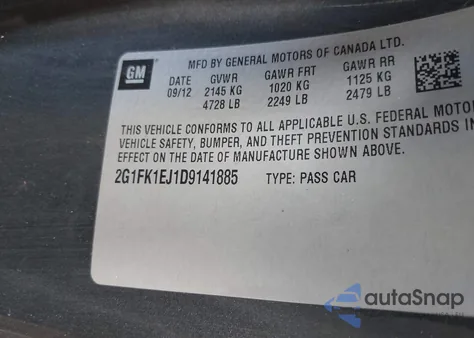 GM
MFD BY GENERAL MOTORS OF CANADA LTD.
DATE GVWR GAWR FRT GAWR RR
09/12 2145 KG 1020 KG 1125 KG
4728 LB 2249 LB 2479 LB
THIS VEHICLE CONFORMS TO ALL APPLICABLE U.S. FEDERAL MOTOR
VEHICLE SAFETY, BUMPER, AND THEFT PREVENTION STANDARDS
EFFECT ON THE DATE OF MANUFACTURE SHOWN ABOVE.
2G1FK1EJ1D9141885 TYPE: PASS CAR
autoSnap